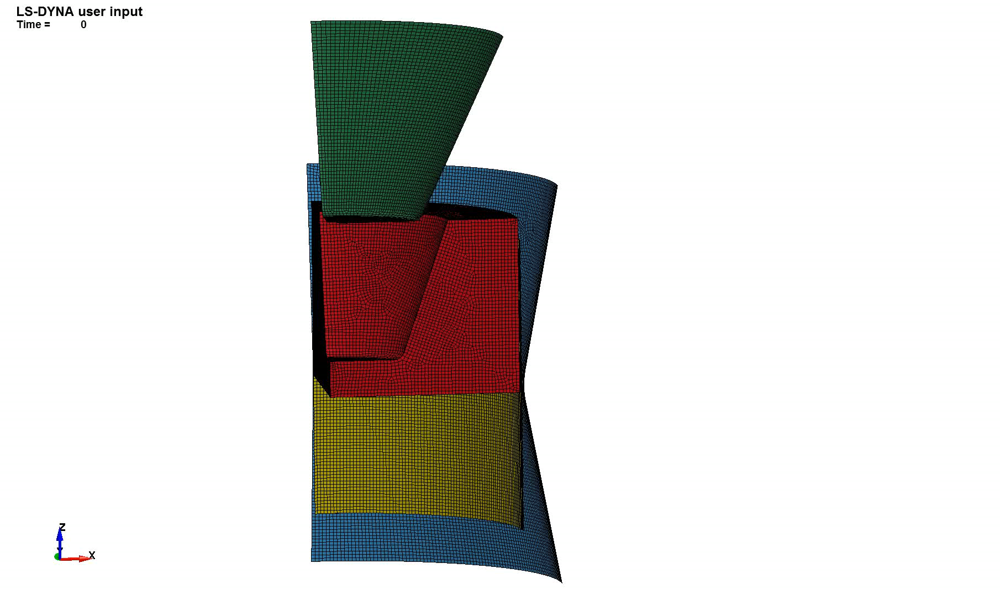 LS-DYNA user input
Time = 0
Z
X